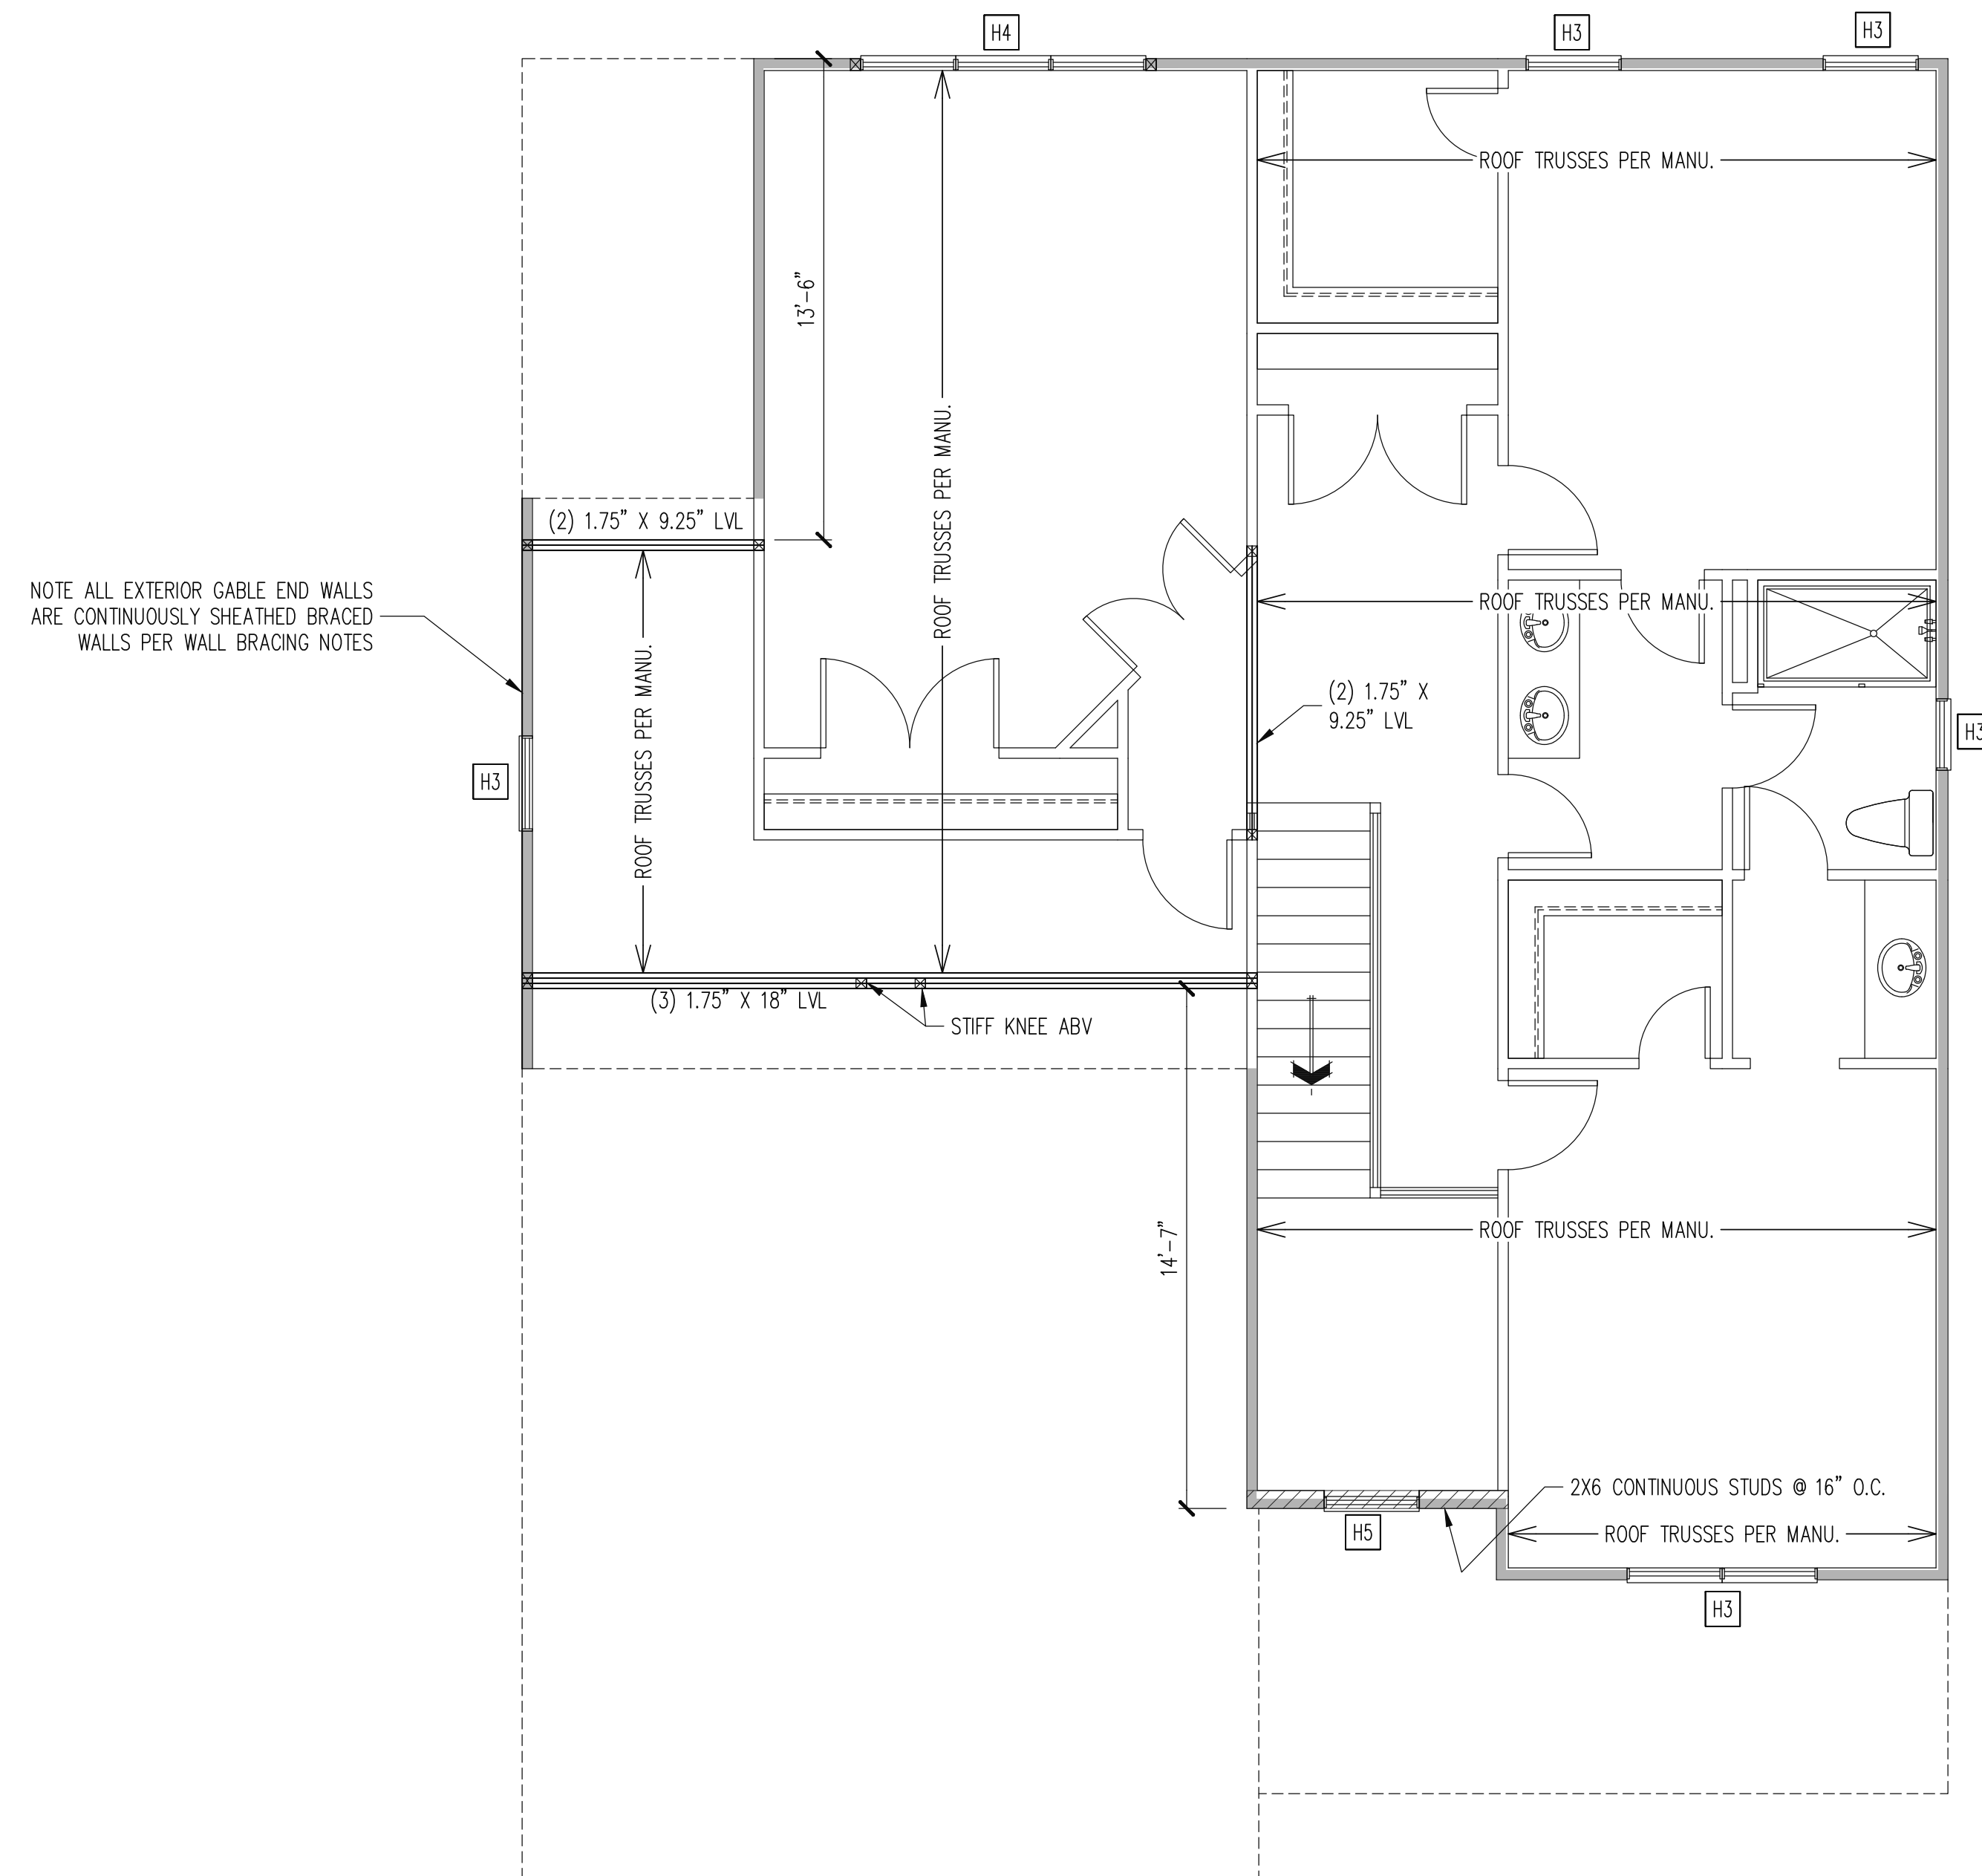 H4
H3
H3
ROOF TRUSSES PER MANU.
13'-6"
ROOF TRUSSES PER MANU.
(2) 1.75" X 9.25" LVL
NOTE ALL EXTERIOR GABLE END WALLS
ARE CONTINUOUSLY SHEATHED BRACED
WALLS PER WALL BRACING NOTES
ROOF TRUSSES PER MANU.
ROOF TRUSSES PER MANU.
(2) 1.75" X
9.25" LVL
H3
H3
(3) 1.75" X 18" LVL
STIFF KNEE ABV
14'-7"
ROOF TRUSSES PER MANU.
2X6 CONTINUOUS STUDS @ 16" O.C.
H5
ROOF TRUSSES PER MANU.
H3